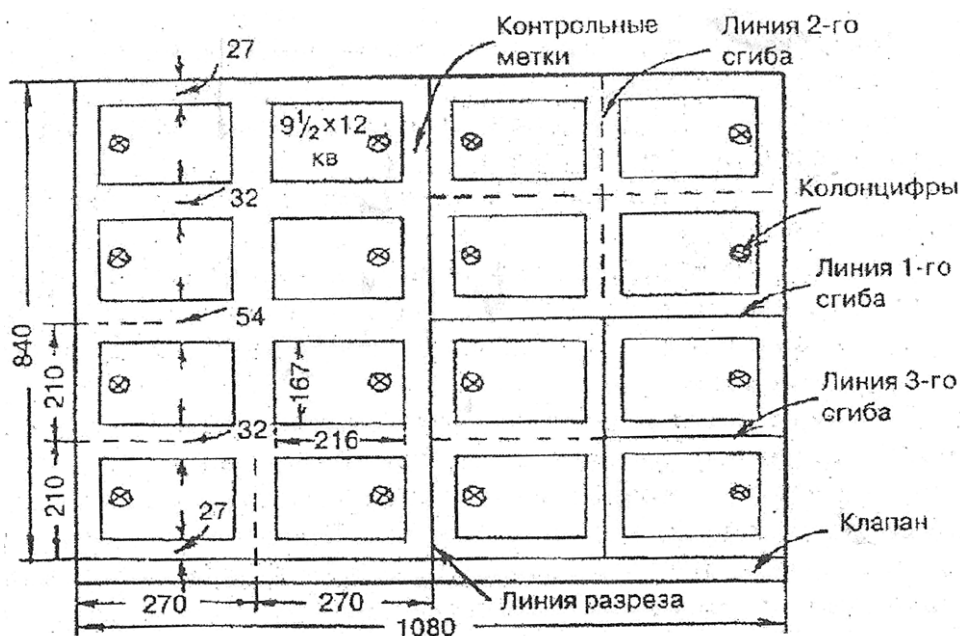 Контрольные
метки
Линия 2-го
сгиба
27
9½×12
кв
32
Колонцифры
Линия 1-го
сгиба
54
840
210
167
Линия 3-го
сгиба
32
216
210
27
Клапан
270
270
Линия разреза
1080